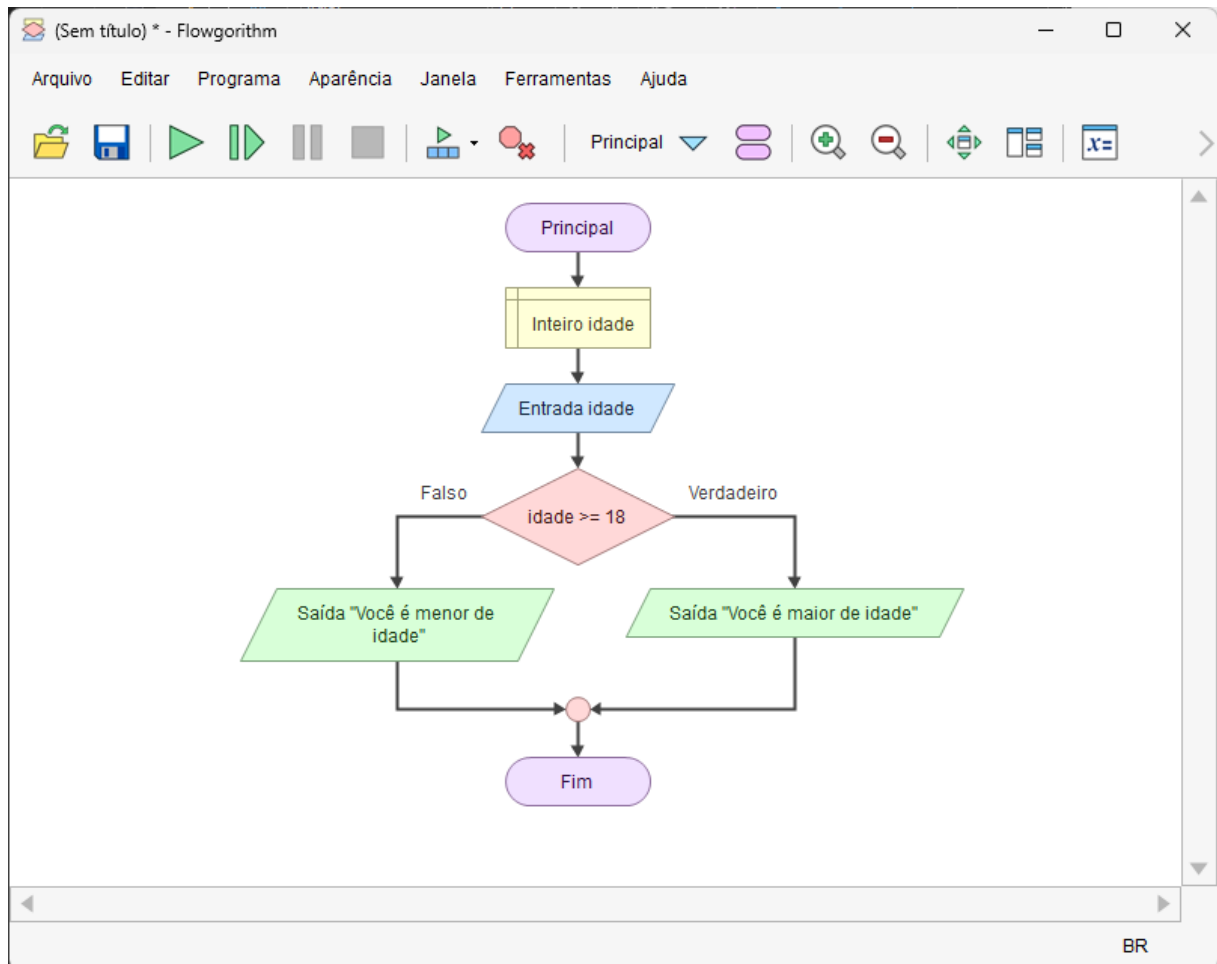 (Sem título) * - Flowgorithm
Arquivo Editar Programa Aparência Janela Ferramentas Ajuda
Principal
x=
Principal
Inteiro idade
Entrada idade
Falso
Verdadeiro
idade >= 18
Saída "Você é menor de
idade"
Saída "Você é maior de idade"
Fim
BR